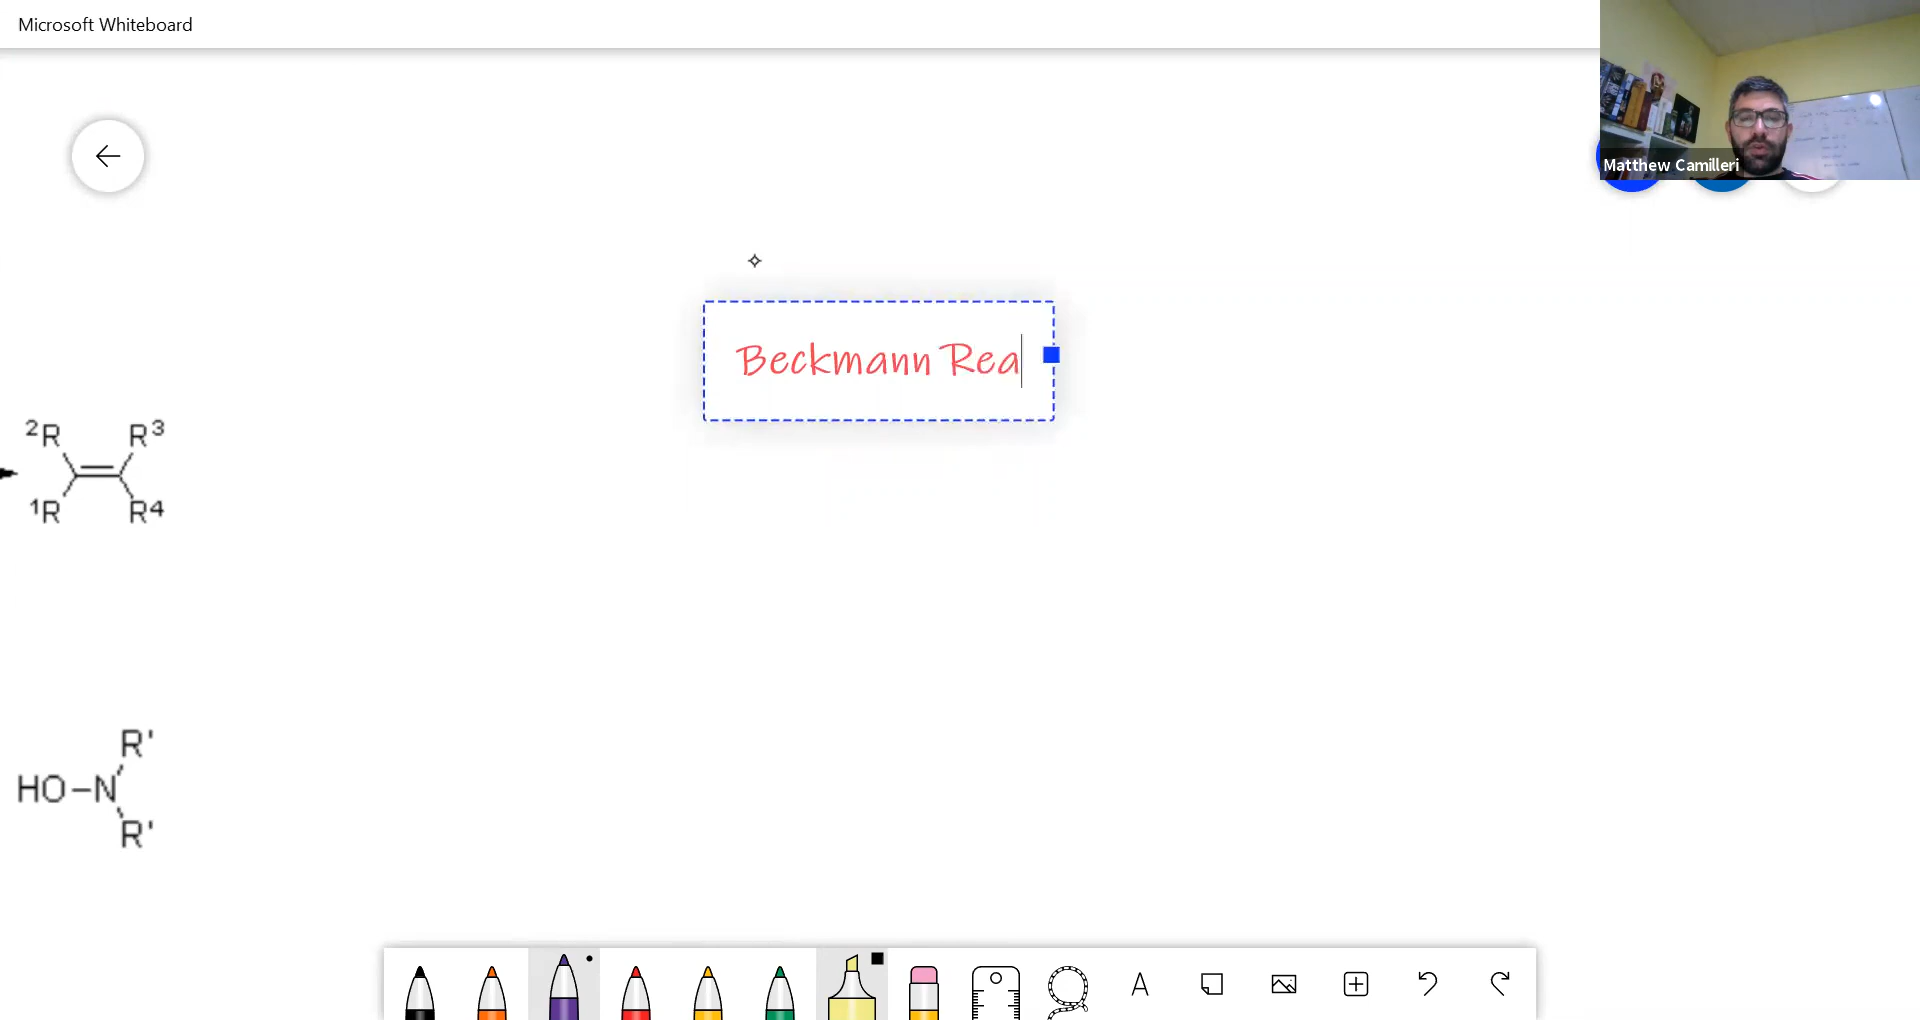 Microsoft Whiteboard
Matthew Camilleri
Beckmann Rea
²R R³
¹R R⁴
R'
HO-N
R'
A